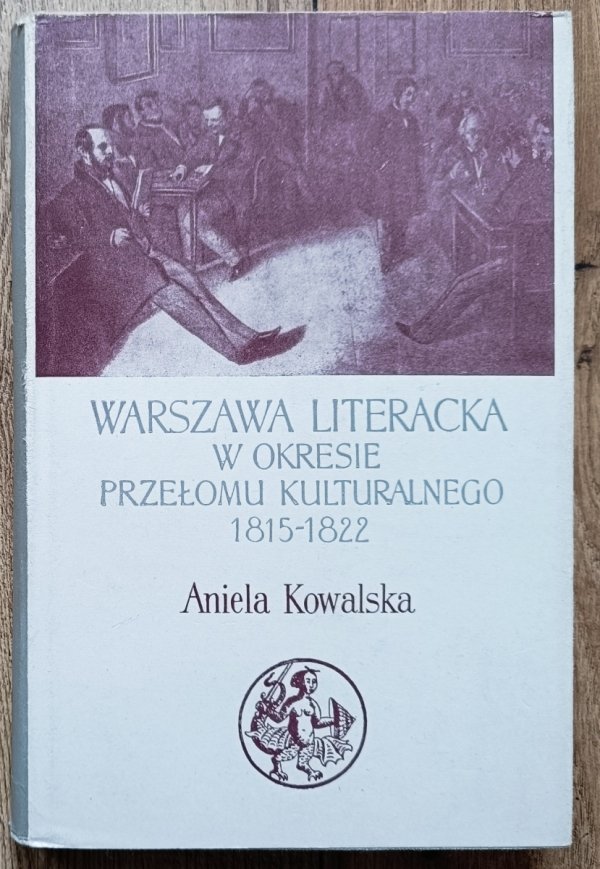 WARSZAWA LITERACKA
W OKRESIE
PRZEŁOMU KULTURALNEGO
1815-1822
Aniela Kowalska